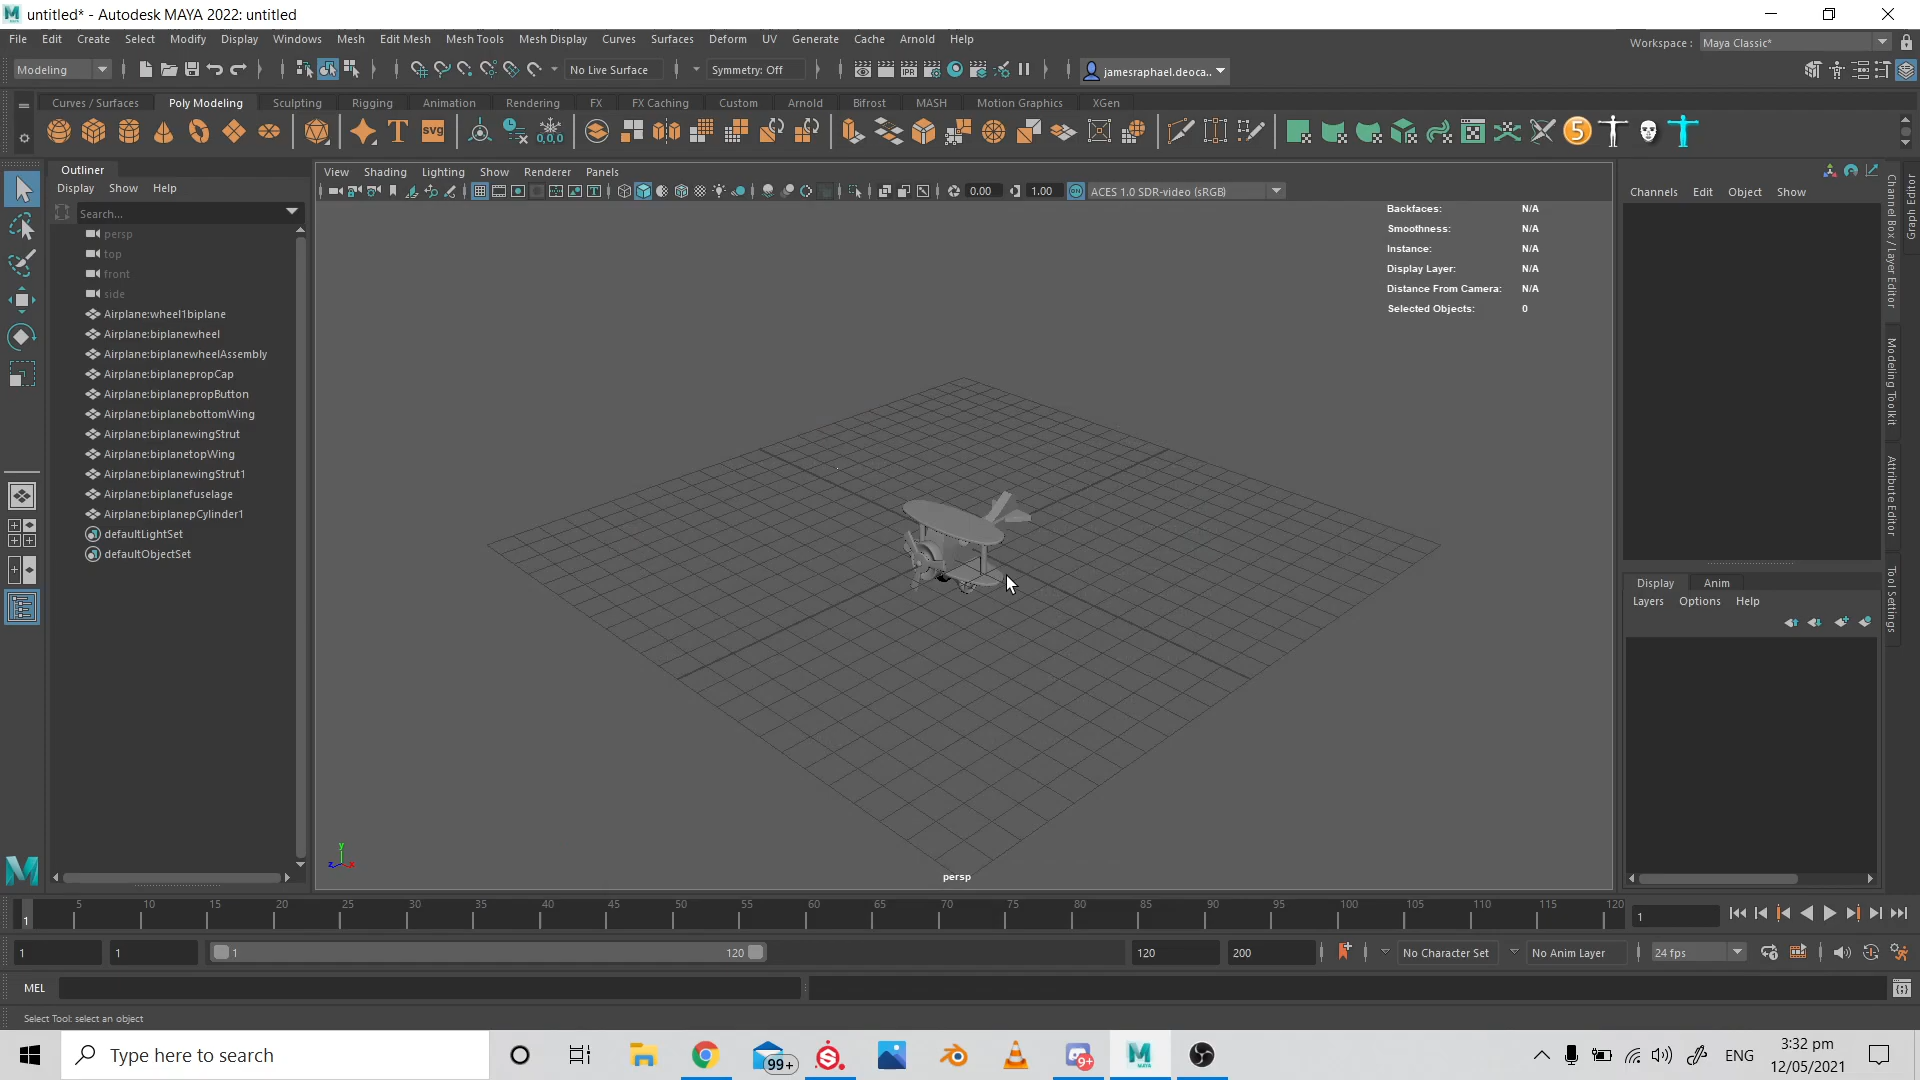 untitled* - Autodesk MAYA 2022: untitled
File Edit Create Select Modify Display Windows Mesh Edit Mesh Mesh Tools Mesh Display Curves Surfaces Deform UV Generate Cache Arnold Help
Workspace : Maya Classic*
Modeling No Live Surface Symmetry: Off jamesraphael.deoca..
Curves / Surfaces Poly Modeling Sculpting Rigging Animation Rendering FX FX Caching Custom Arnold Bifrost MASH Motion Graphics XGen
T svg 0,0,0 5
Outliner
Display Show Help
Search...
persp
top
front
side
Airplane:wheel1biplane
Airplane:biplanewheel
Airplane:biplanewheelAssembly
Airplane:biplanepropCap
Airplane:biplanepropButton
Airplane:biplanebottomWing
Airplane:biplanewingStrut
Airplane:biplanetopWing
Airplane:biplanewingStrut1
Airplane:biplanefuselage
Airplane:biplanepCylinder1
defaultLightSet
defaultObjectSet
View Shading Lighting Show Renderer Panels
0.00 1.00 ACES 1.0 SDR-video (sRGB)
Backfaces: N/A
Smoothness: N/A
Instance: N/A
Display Layer: N/A
Distance From Camera: N/A
Selected Objects: 0
y
z x
persp
Channels Edit Object Show
Display Anim
Layers Options Help
Channel Box / Layer Editor
Modeling Toolkit
Attribute Editor
Tool Settings
Graph Editor
1 5 10 15 20 25 30 35 40 45 50 55 60 65 70 75 80 85 90 95 100 105 110 115 120 1
1 1 1 120 120 200 No Character Set No Anim Layer 24 fps
MEL
Select Tool: select an object
Type here to search
99+ 9+ MAYA
ENG 3:32 pm
12/05/2021